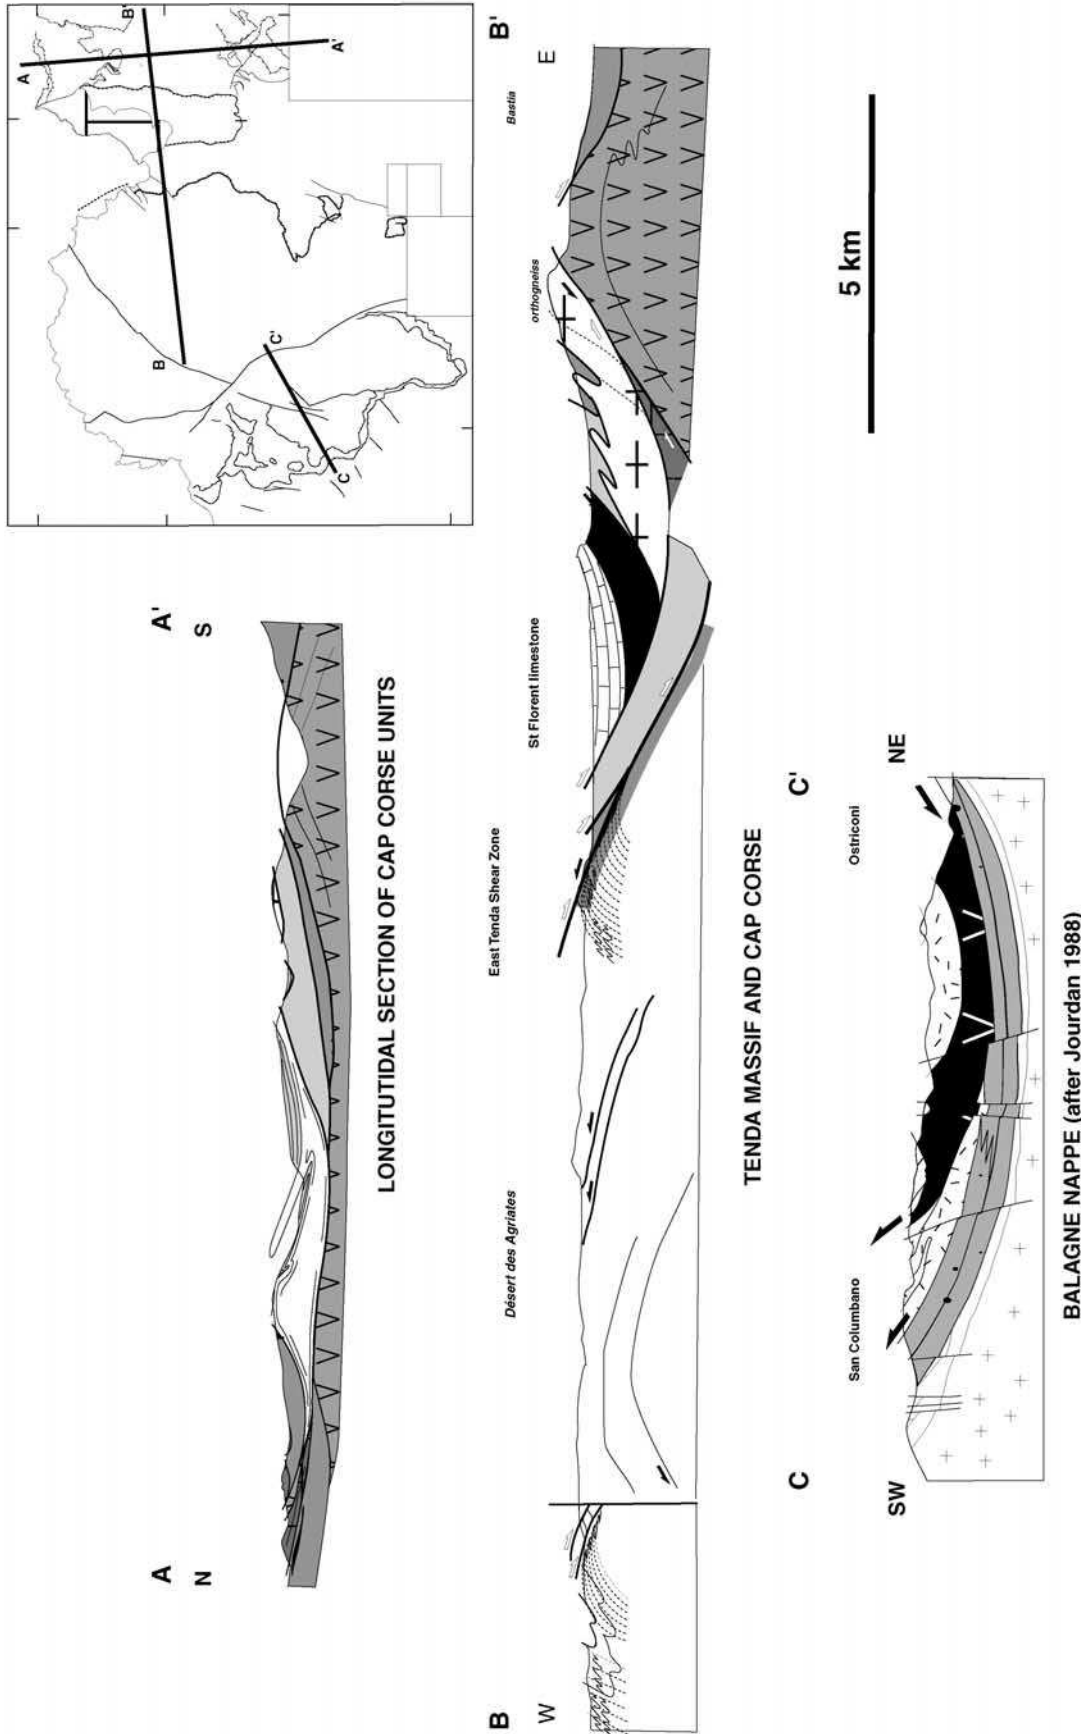 A
N
A'
S
LONGITUTIDAL SECTION OF CAP CORSE UNITS
A
A'
B
B'
C
C'
B
W
B'
E
Désert des Agriates
East Tenda Shear Zone
St Florent limestone
orthogneiss
Bastia
TENDA MASSIF AND CAP CORSE
5 km
C
SW
C'
NE
San Columbano
Ostriconi
BALAGNE NAPPE (after Jourdan 1988)